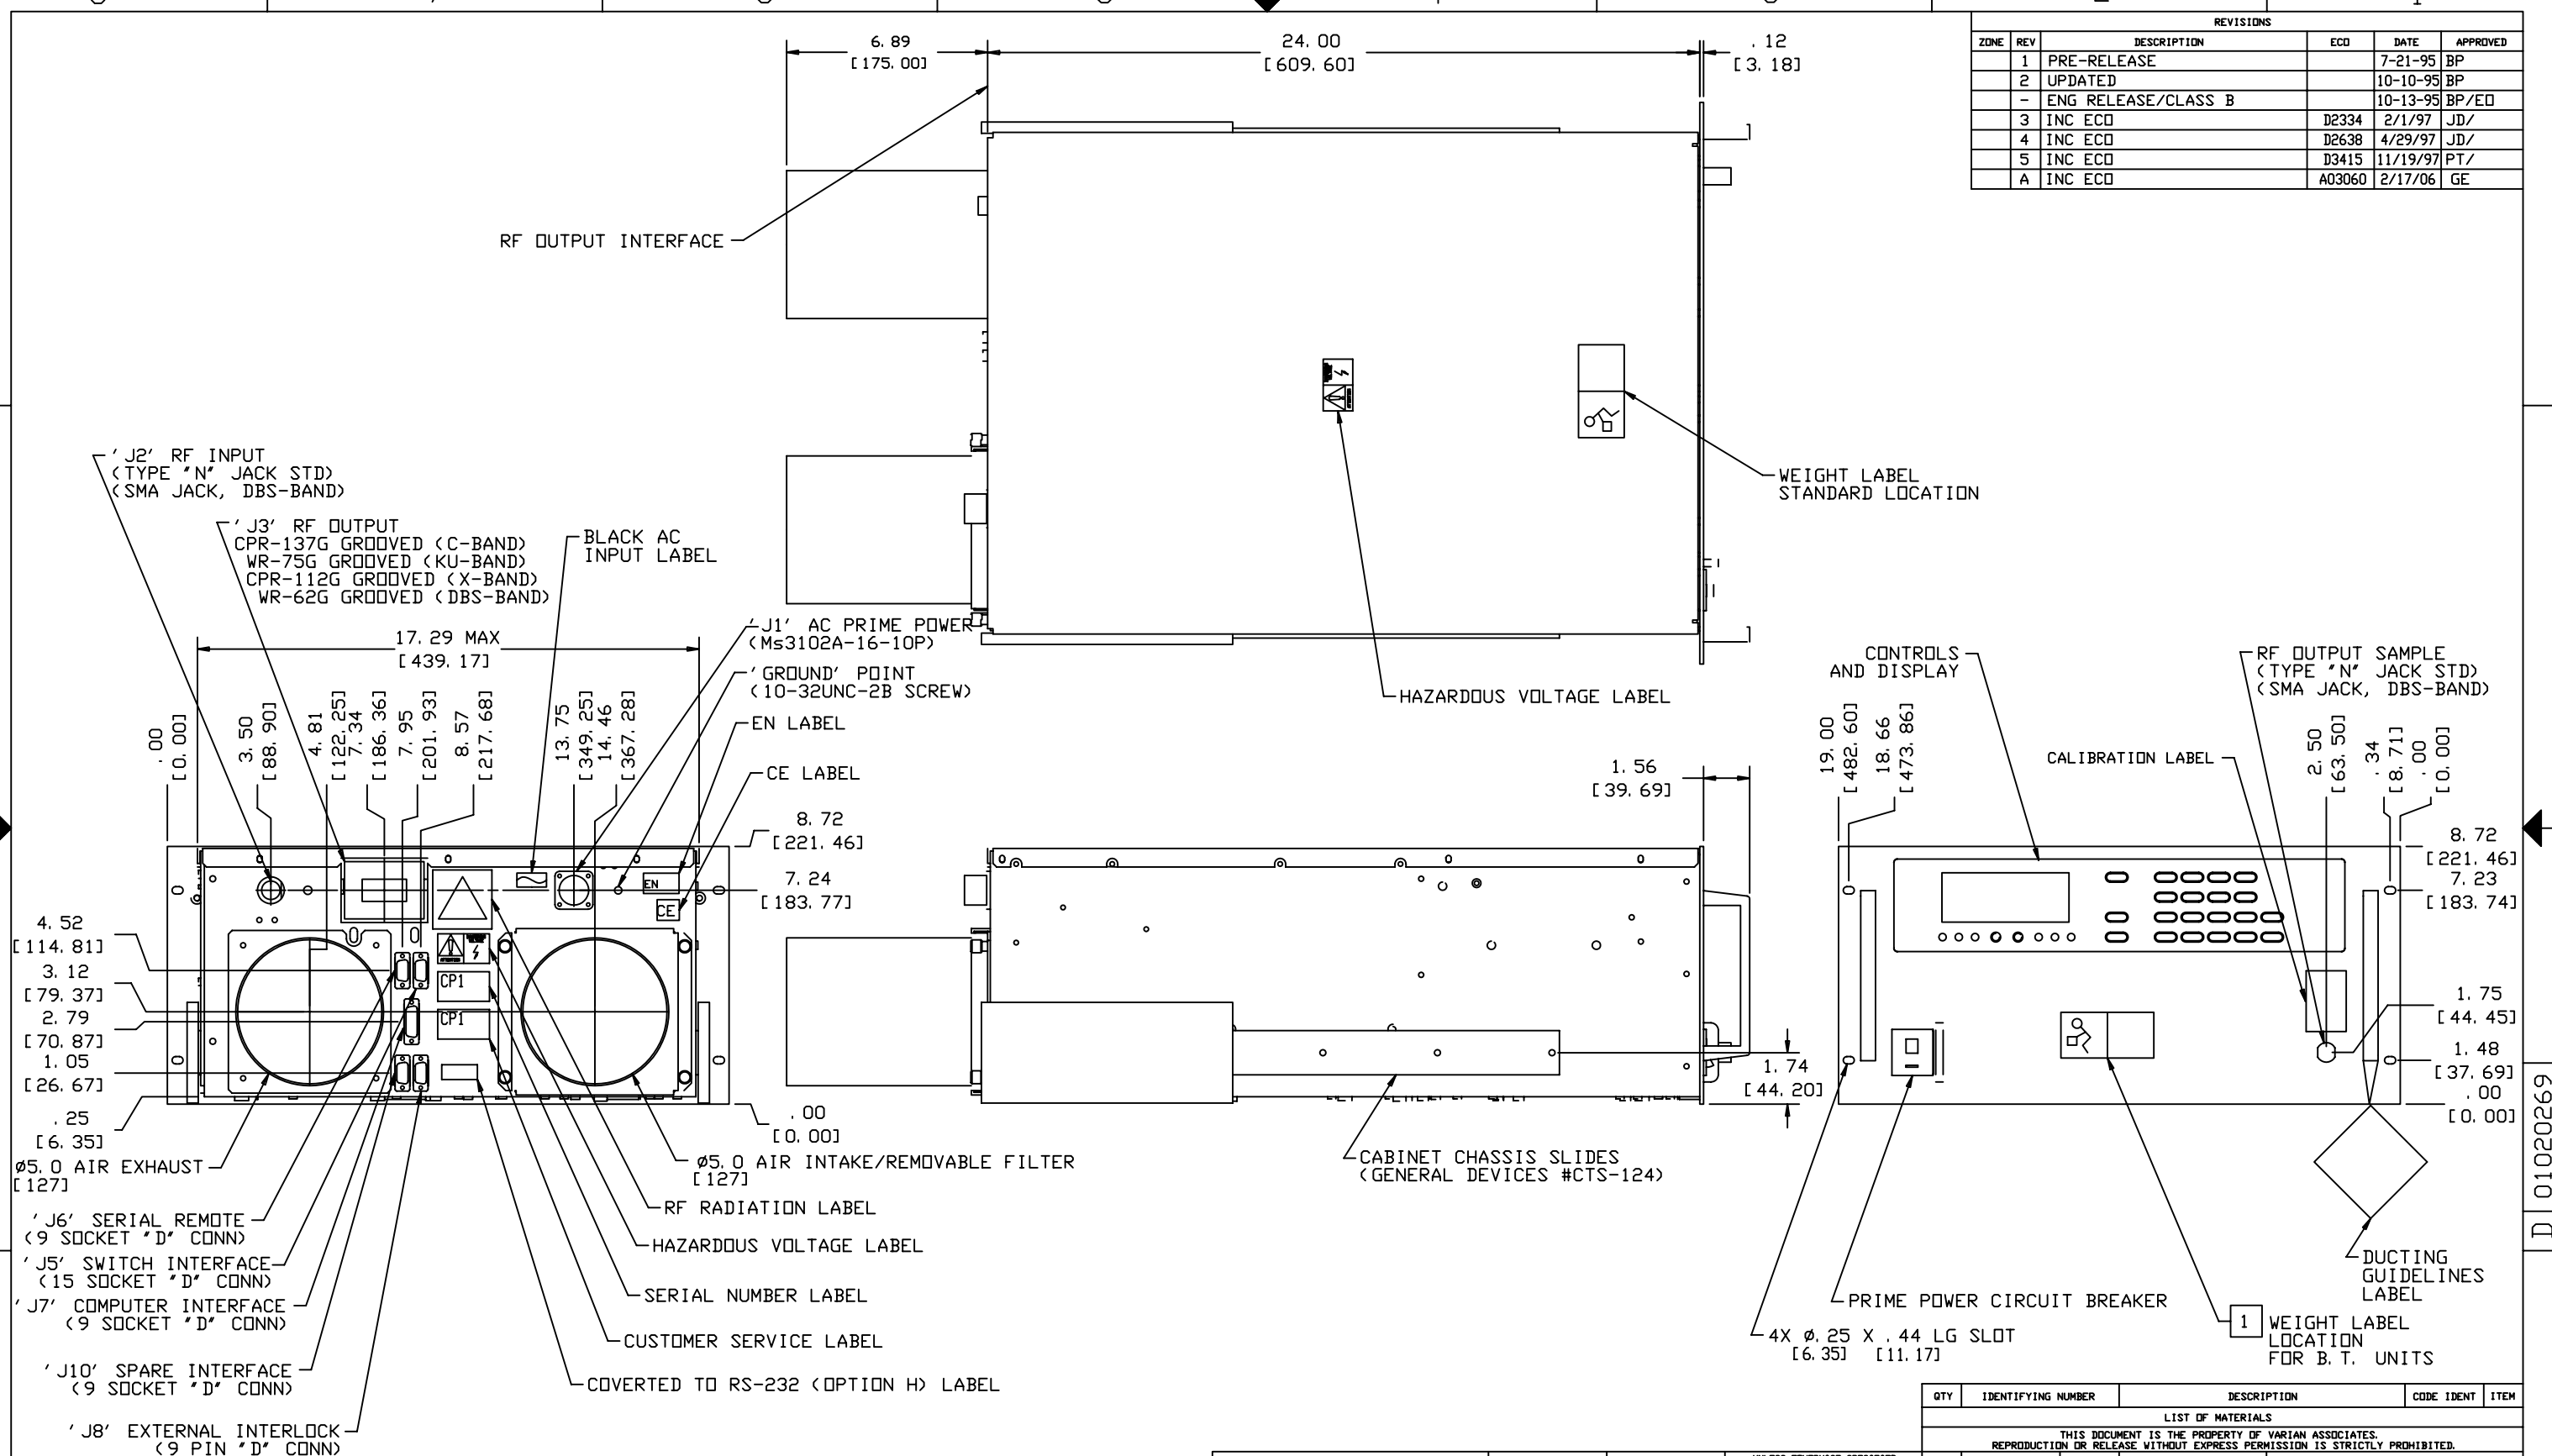 REVISIONS
ZONE REV DESCRIPTION ECO DATE APPROVED
1 PRE-RELEASE 7-21-95 BP
2 UPDATED 10-10-95 BP
- ENG RELEASE/CLASS B 10-13-95 BP/EO
3 INC ECO D2334 2/1/97 JD/
4 INC ECO D2638 4/29/97 JD/
5 INC ECO D3415 11/19/97 PT/
A INC ECO A03060 2/17/06 GE
6.89
[175.00]
24.00
[609.60]
.12
[3.18]
RF OUTPUT INTERFACE
WEIGHT LABEL
STANDARD LOCATION
HAZARDOUS VOLTAGE LABEL
'J2' RF INPUT
(TYPE "N" JACK STD)
(SMA JACK, DBS-BAND)
'J3' RF OUTPUT
CPR-137G GROOVED (C-BAND)
WR-75G GROOVED (KU-BAND)
CPR-112G GROOVED (X-BAND)
WR-62G GROOVED (DBS-BAND)
BLACK AC
INPUT LABEL
'J1' AC PRIME POWER
(Ms3102A-16-10P)
'GROUND' POINT
(10-32UNC-2B SCREW)
EN LABEL
CE LABEL
17.29 MAX
[439.17]
.00
[0.00]
3.50
[88.90]
4.81
[122.25]
7.34
[186.36]
7.95
[201.93]
8.57
[217.68]
13.75
[349.25]
14.46
[367.28]
8.72
[221.46]
7.24
[183.77]
EN
CE
CP1
CP1
4.52
[114.81]
3.12
[79.37]
2.79
[70.87]
1.05
[26.67]
.25
[6.35]
.00
[0.00]
ø5.0 AIR EXHAUST
[127]
ø5.0 AIR INTAKE/REMOVABLE FILTER
[127]
RF RADIATION LABEL
HAZARDOUS VOLTAGE LABEL
SERIAL NUMBER LABEL
CUSTOMER SERVICE LABEL
COVERTED TO RS-232 (OPTION H) LABEL
'J6' SERIAL REMOTE
(9 SOCKET "D" CONN)
'J5' SWITCH INTERFACE
(15 SOCKET "D" CONN)
'J7' COMPUTER INTERFACE
(9 SOCKET "D" CONN)
'J10' SPARE INTERFACE
(9 SOCKET "D" CONN)
'J8' EXTERNAL INTERLOCK
(9 PIN "D" CONN)
1.56
[39.69]
1.74
[44.20]
CABINET CHASSIS SLIDES
(GENERAL DEVICES #CTS-124)
CONTROLS
AND DISPLAY
RF OUTPUT SAMPLE
(TYPE "N" JACK STD)
(SMA JACK, DBS-BAND)
CALIBRATION LABEL
19.00
[482.60]
18.66
[473.86]
2.50
[63.50]
.34
[8.71]
.00
[0.00]
8.72
[221.46]
7.23
[183.74]
1.75
[44.45]
1.48
[37.69]
.00
[0.00]
DUCTING
GUIDELINES
LABEL
PRIME POWER CIRCUIT BREAKER
4X ø.25 X .44 LG SLOT
[6.35] [11.17]
1 WEIGHT LABEL
LOCATION
FOR B.T. UNITS
D 01020269
QTY IDENTIFYING NUMBER DESCRIPTION CODE IDENT ITEM
LIST OF MATERIALS
THIS DOCUMENT IS THE PROPERTY OF VARIAN ASSOCIATES.
REPRODUCTION OR RELEASE WITHOUT EXPRESS PERMISSION IS STRICTLY PROHIBITED.